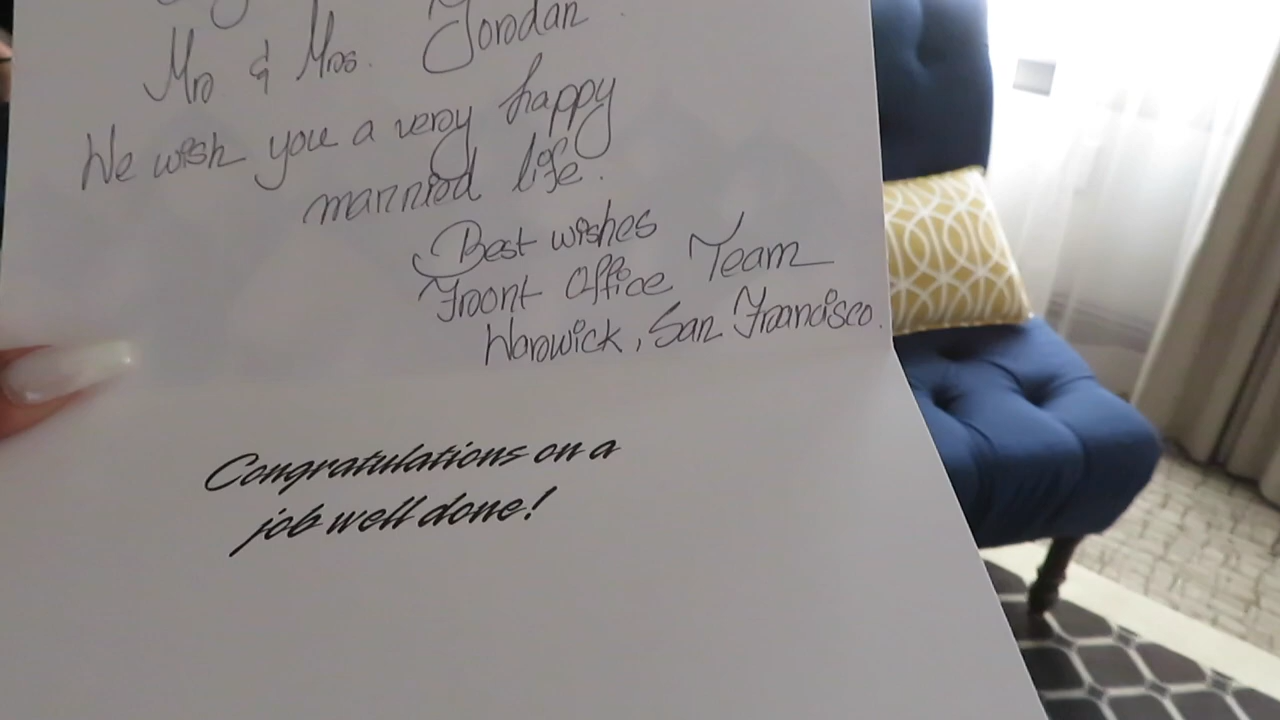 Mr & Mrs. Jorodan
We wish you a very happy
married life.
Best wishes
Front Office Team
Warwick, San Francisco.
Congratulations on a
job well done!